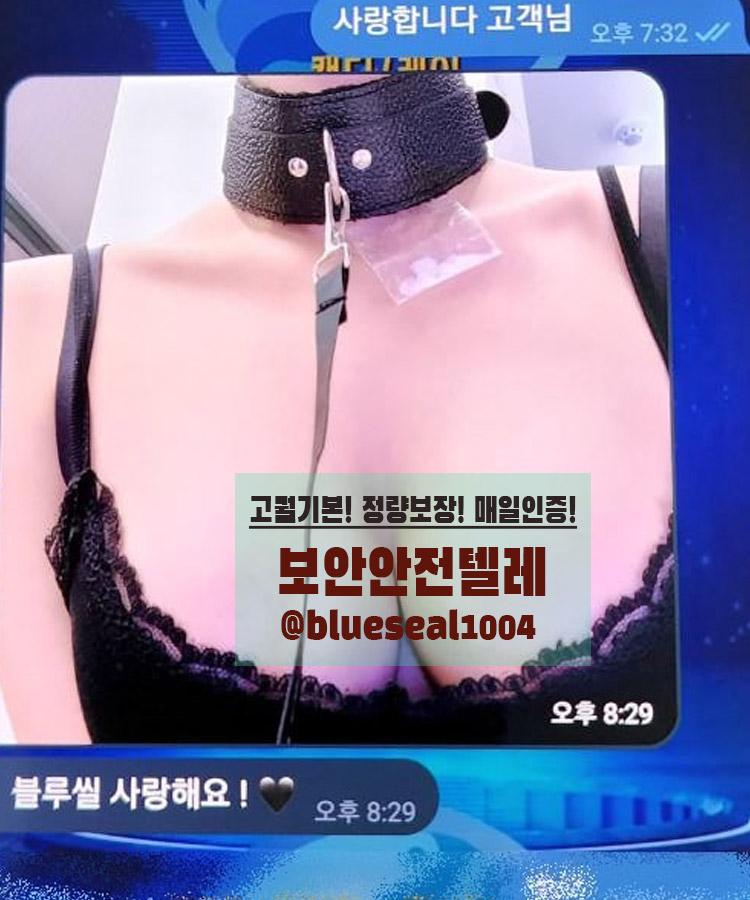 사랑합니다 고객님 오후 7:32
고퀄기본! 정량보장! 매일인증!
보안안전텔레
@blueseal1004
오후 8:29
블루씰 사랑해요 ! 🖤 오후 8:29